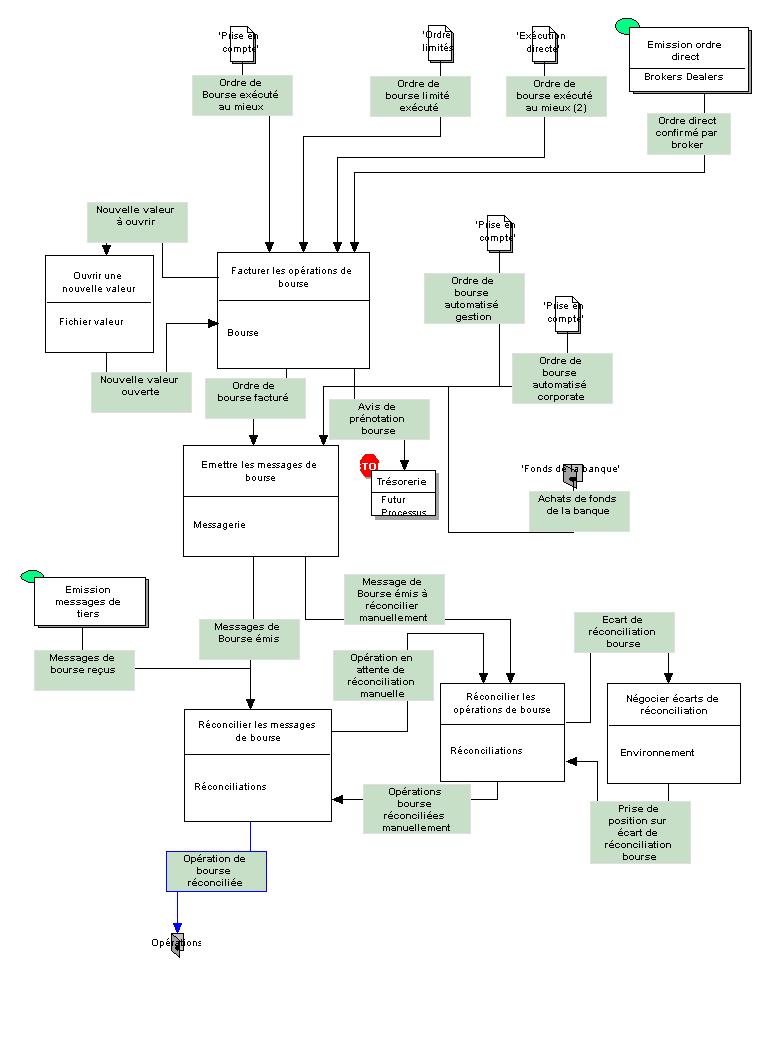 'Prise en
compte'
'Ordre
limités'
'Exécution
directe'
Emission ordre
direct
Brokers Dealers
Ordre de
Bourse exécuté
au mieux
Ordre de
bourse limité
exécuté
Ordre de
bourse exécuté
au mieux (2)
Ordre direct
confirmé par
broker
Nouvelle valeur
à ouvrir
'Prise en
compte'
Ouvrir une
nouvelle valeur
Fichier valeur
Facturer les opérations de
bourse
Bourse
Ordre de
bourse
automatisé
gestion
'Prise en
compte'
Nouvelle valeur
ouverte
Ordre de
bourse facturé
Avis de
prénotation
bourse
Ordre de
bourse
automatisé
corporate
Emettre les messages de
bourse
Messagerie
STOP
Trésorerie
Futur
Processus
'Fonds de la banque'
Achats de fonds
de la banque
Emission
messages de
tiers
Message de
Bourse émis à
réconcilier
manuellement
Messages de
Bourse émis
Ecart de
réconciliation
bourse
Messages de
bourse reçus
Opération en
attente de
réconciliation
manuelle
Réconcilier les messages
de bourse
Réconciliations
Réconcilier les
opérations de bourse
Réconciliations
Négocier écarts de
réconciliation
Environnement
Opérations
bourse
réconciliées
manuellement
Prise de
position sur
écart de
réconciliation
bourse
Opération de
bourse
réconciliée
Opérations